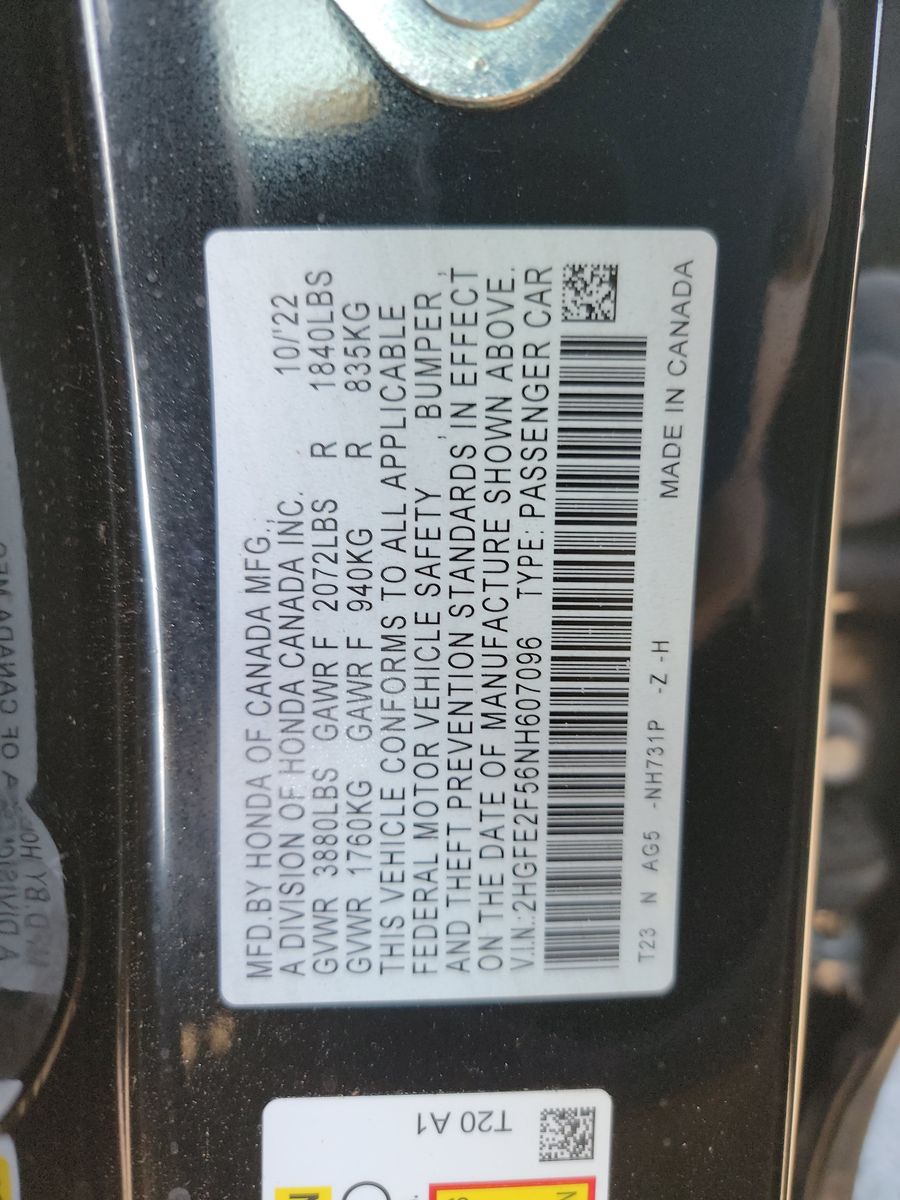 MFD.BY HONDA OF CANADA MFG.,
A DIVISION OF HONDA CANADA INC. 10/'22
GVWR 3880LBS GAWR F 2072LBS R 1840LBS
GVWR 1760KG GAWR F 940KG R 835KG
THIS VEHICLE CONFORMS TO ALL APPLICABLE
FEDERAL MOTOR VEHICLE SAFETY , BUMPER ,
AND THEFT PREVENTION STANDARDS IN EFFECT
ON THE DATE OF MANUFACTURE SHOWN ABOVE.
V.I.N.:2HGFE2F56NH607096 TYPE: PASSENGER CAR
T23 N AG5 -NH731P -Z -H MADE IN CANADA
T20 A1